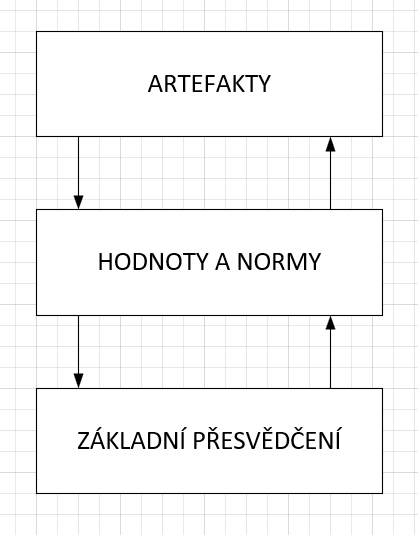 ARTEFAKTY
HODNOTY A NORMY
ZÁKLADNÍ PŘESVĚDČENÍ